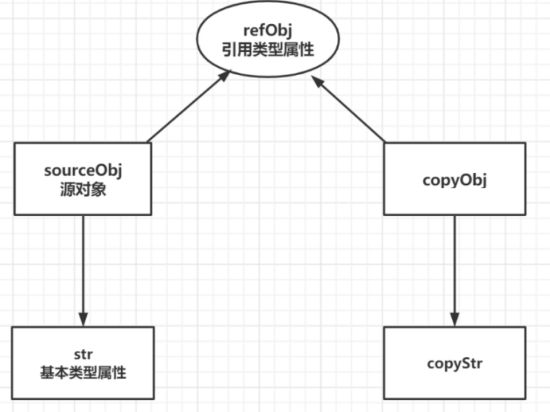 refObj
引用类型属性
sourceObj
源对象
copyObj
str
基本类型属性
copyStr